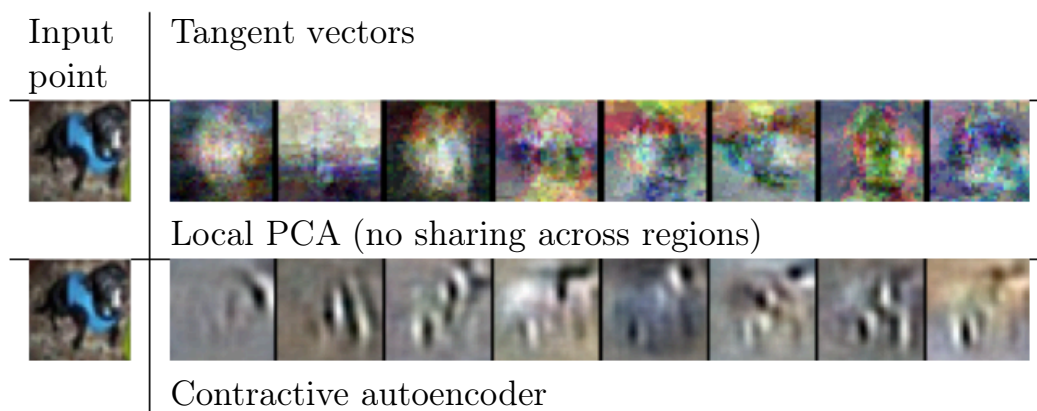 Input
point
Tangent vectors
Local PCA (no sharing across regions)
Contractive autoencoder